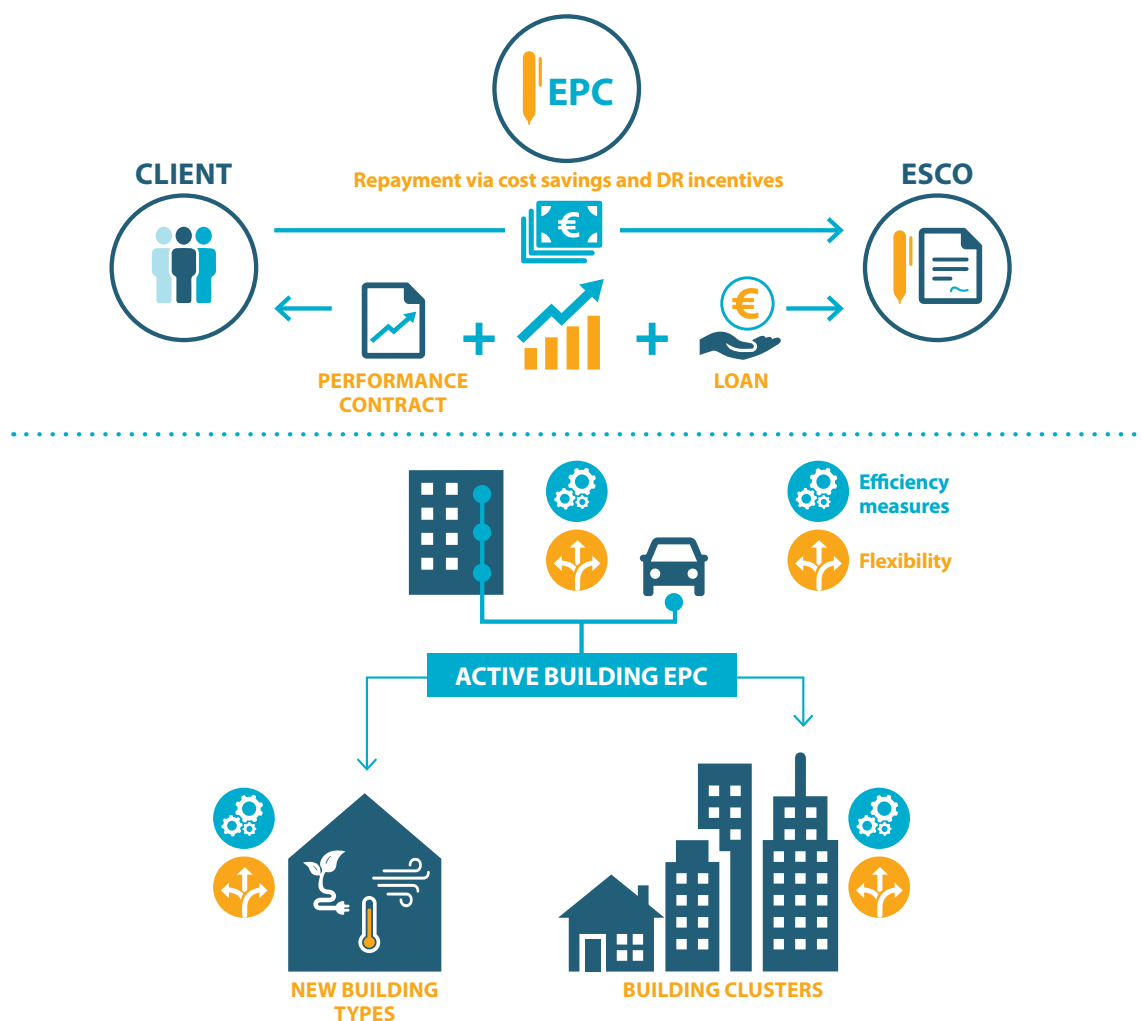 EPC
CLIENT
Repayment via cost savings and DR incentives
ESCO
€
€
PERFORMANCE
CONTRACT
LOAN
Efficiency
measures
Flexibility
ACTIVE BUILDING EPC
NEW BUILDING
TYPES
BUILDING CLUSTERS